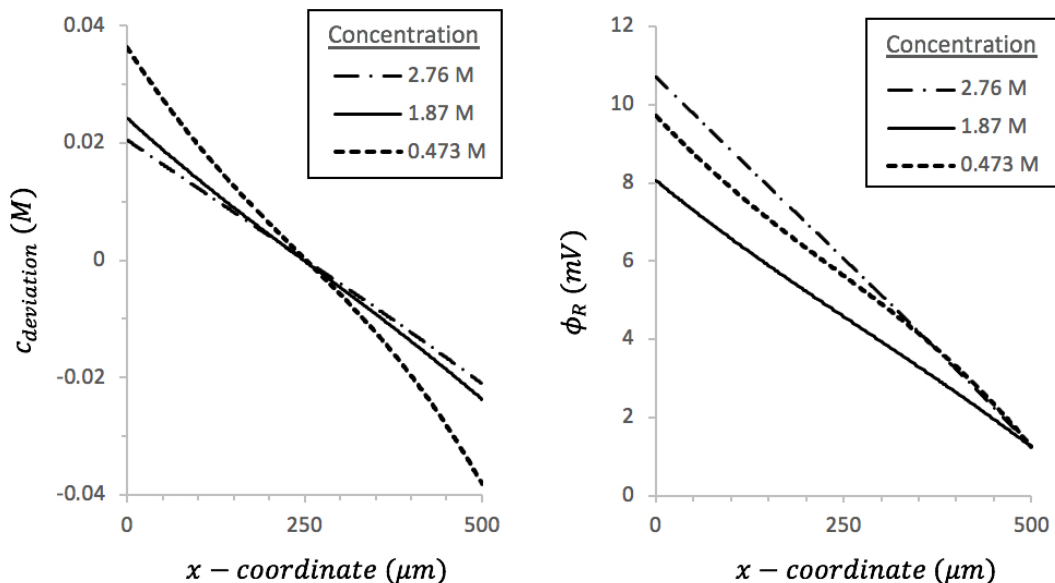 0.04
0.02
0
-0.02
-0.04
c_deviation (M)
0
250
500
x − coordinate (μm)
Concentration
2.76 M
1.87 M
0.473 M
12
10
8
6
4
2
0
ϕ_R (mV)
0
250
500
x − coordinate (μm)
Concentration
2.76 M
1.87 M
0.473 M